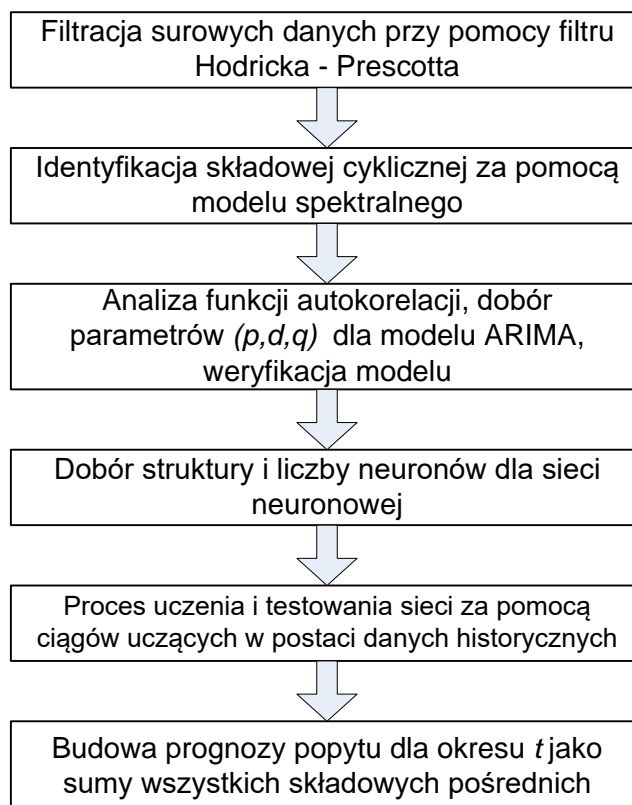 Filtracja surowych danych przy pomocy filtru
Hodricka - Prescotta
Identyfikacja składowej cyklicznej za pomocą
modelu spektralnego
Analiza funkcji autokorelacji, dobór
parametrów (p,d,q) dla modelu ARIMA,
weryfikacja modelu
Dobór struktury i liczby neuronów dla sieci
neuronowej
Proces uczenia i testowania sieci za pomocą
ciągów uczących w postaci danych historycznych
Budowa prognozy popytu dla okresu t jako
sumy wszystkich składowych pośrednich